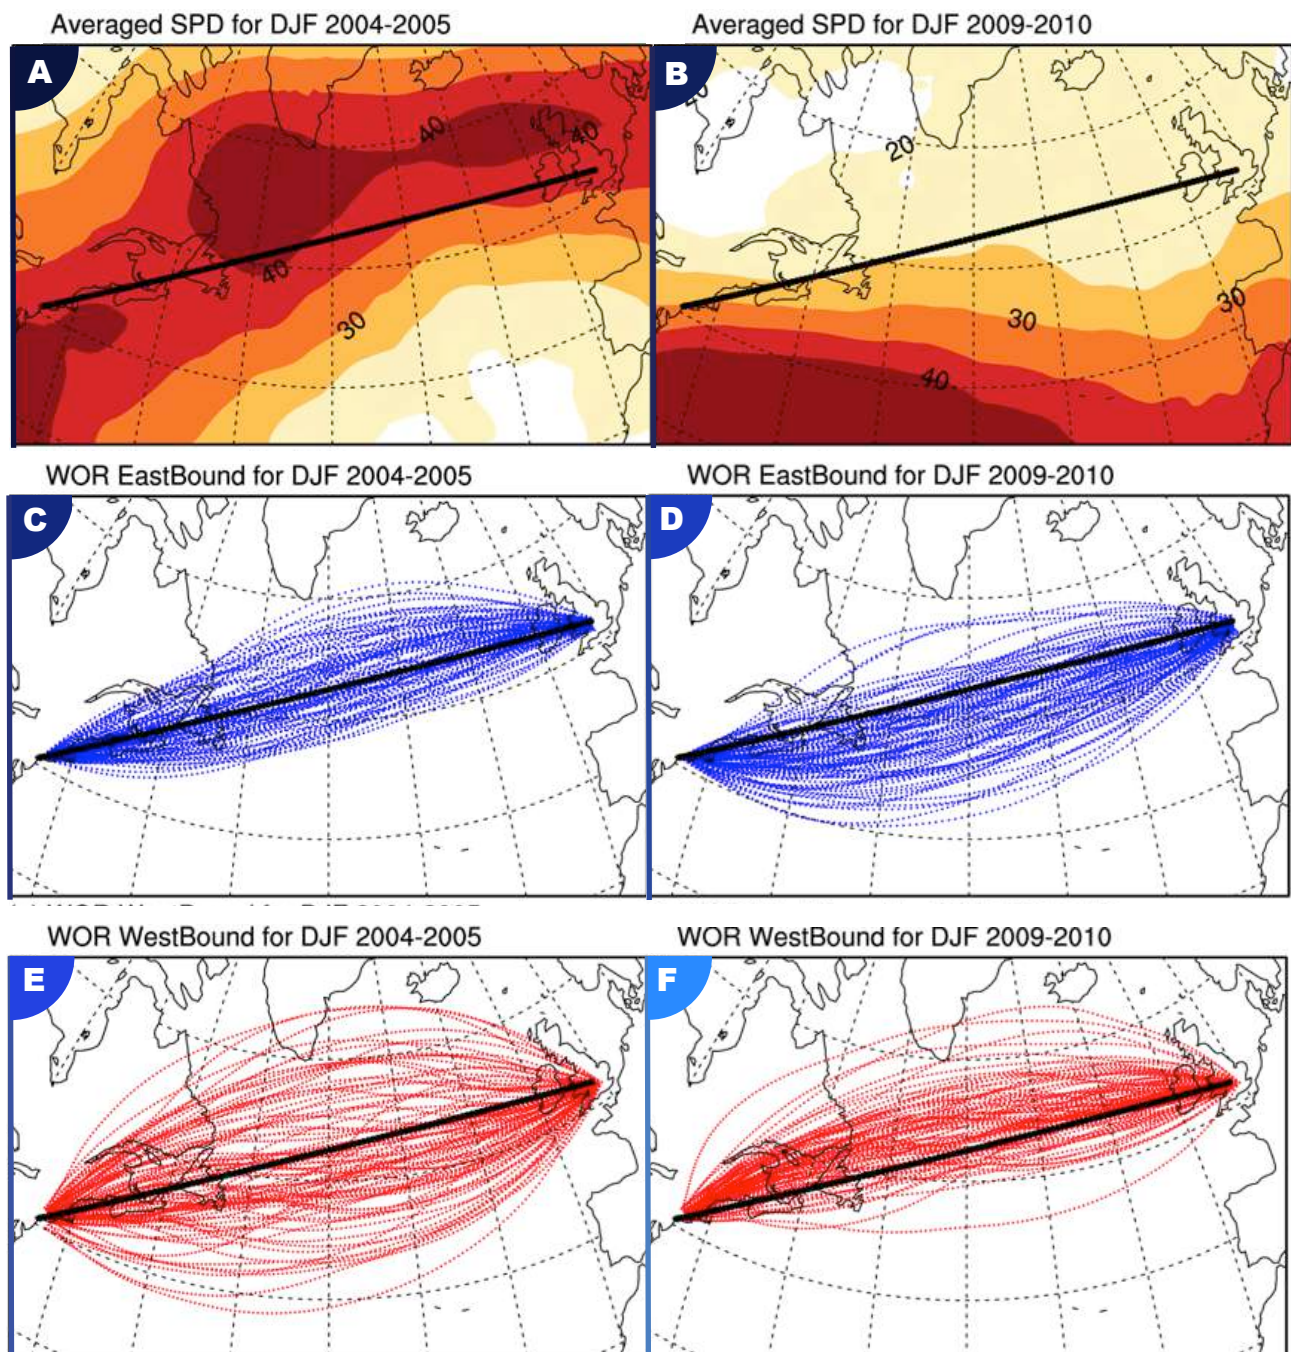 Averaged SPD for DJF 2004-2005
Averaged SPD for DJF 2009-2010
A
40
40
40
30
B
20
30
30
40
WOR EastBound for DJF 2004-2005
WOR EastBound for DJF 2009-2010
C
D
WOR WestBound for DJF 2004-2005
WOR WestBound for DJF 2009-2010
E
F